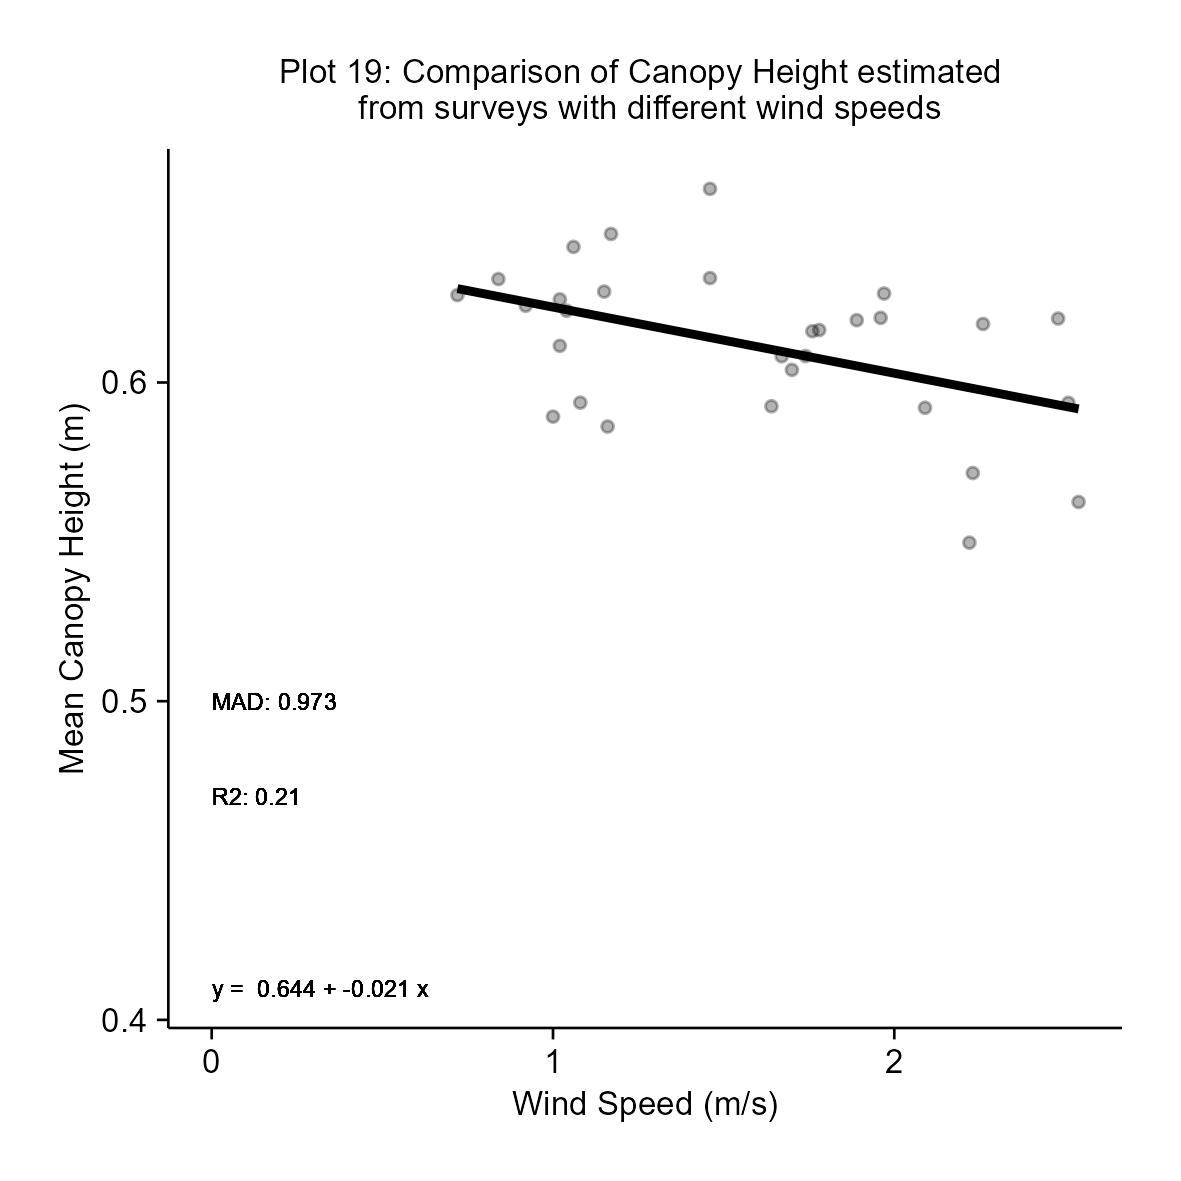 Plot 19: Comparison of Canopy Height estimated
from surveys with different wind speeds
Mean Canopy Height (m)
0.6
0.5
0.4
MAD: 0.973
R2: 0.21
y =  0.644 + -0.021 x
0
1
2
Wind Speed (m/s)